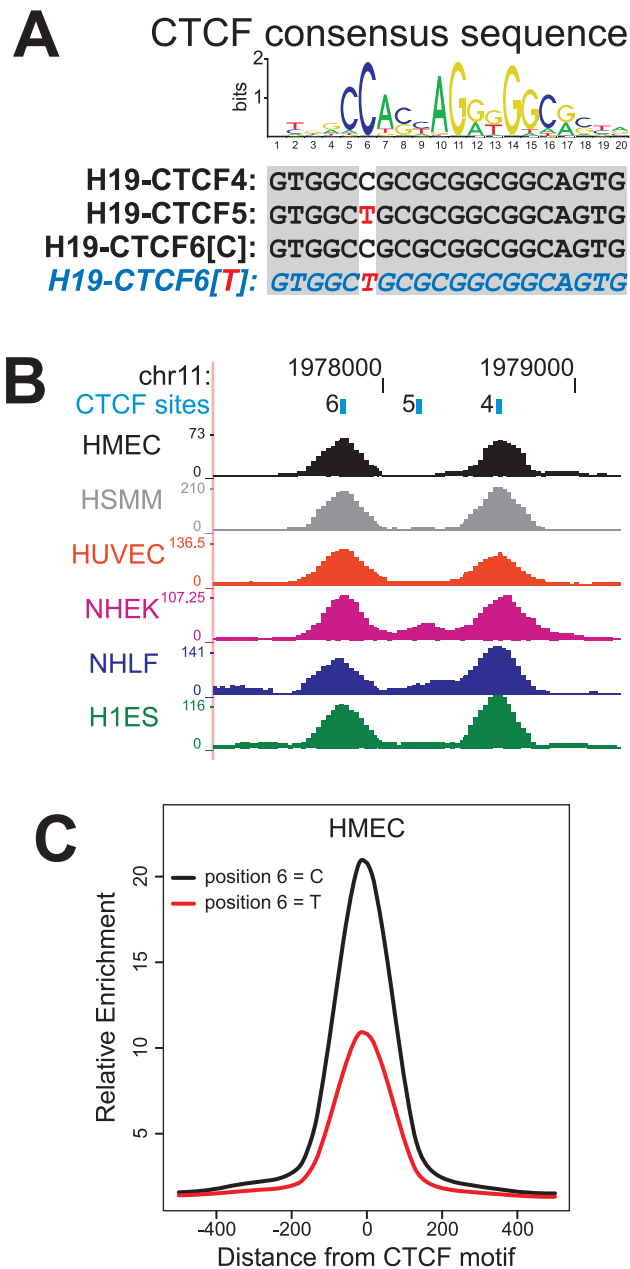 A
CTCF consensus sequence
2
bits
1
1 2 3 4 5 6 7 8 9 10 11 12 13 14 15 16 17 18 19 20
H19-CTCF4: GTGGCCGCGCGGCGGCAGTG
H19-CTCF5: GTGGCTGCGCGGCGGCAGTG
H19-CTCF6[C]: GTGGCCGCGCGGCGGCAGTG
H19-CTCF6[T]: GTGGCTGCGCGGCGGCAGTG
B
chr11: 1978000 1979000
CTCF sites 6 5 4
HMEC 73 0
HSMM 210 0
HUVEC 136.5 0
NHEK 107,25 0
NHLF 141 0
H1ES 116 0
C
HMEC
position 6 = C
position 6 = T
Relative Enrichment
20
15
10
5
-400 -200 0 200 400
Distance from CTCF motif